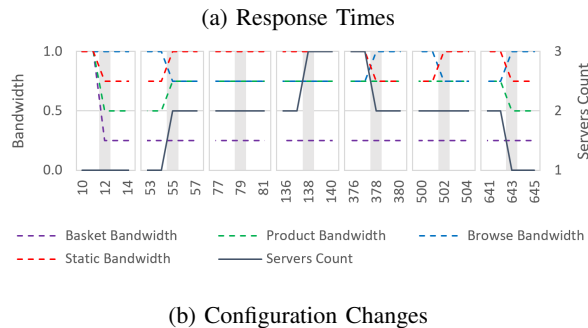 (a) Response Times
1.0 3
0.5 2
0.0 1
Bandwidth
Servers Count
10 12 14 53 55 57 77 79 81 136 138 140 376 378 380 500 502 504 641 643 645
Basket Bandwidth Product Bandwidth Browse Bandwidth
Static Bandwidth Servers Count
(b) Configuration Changes